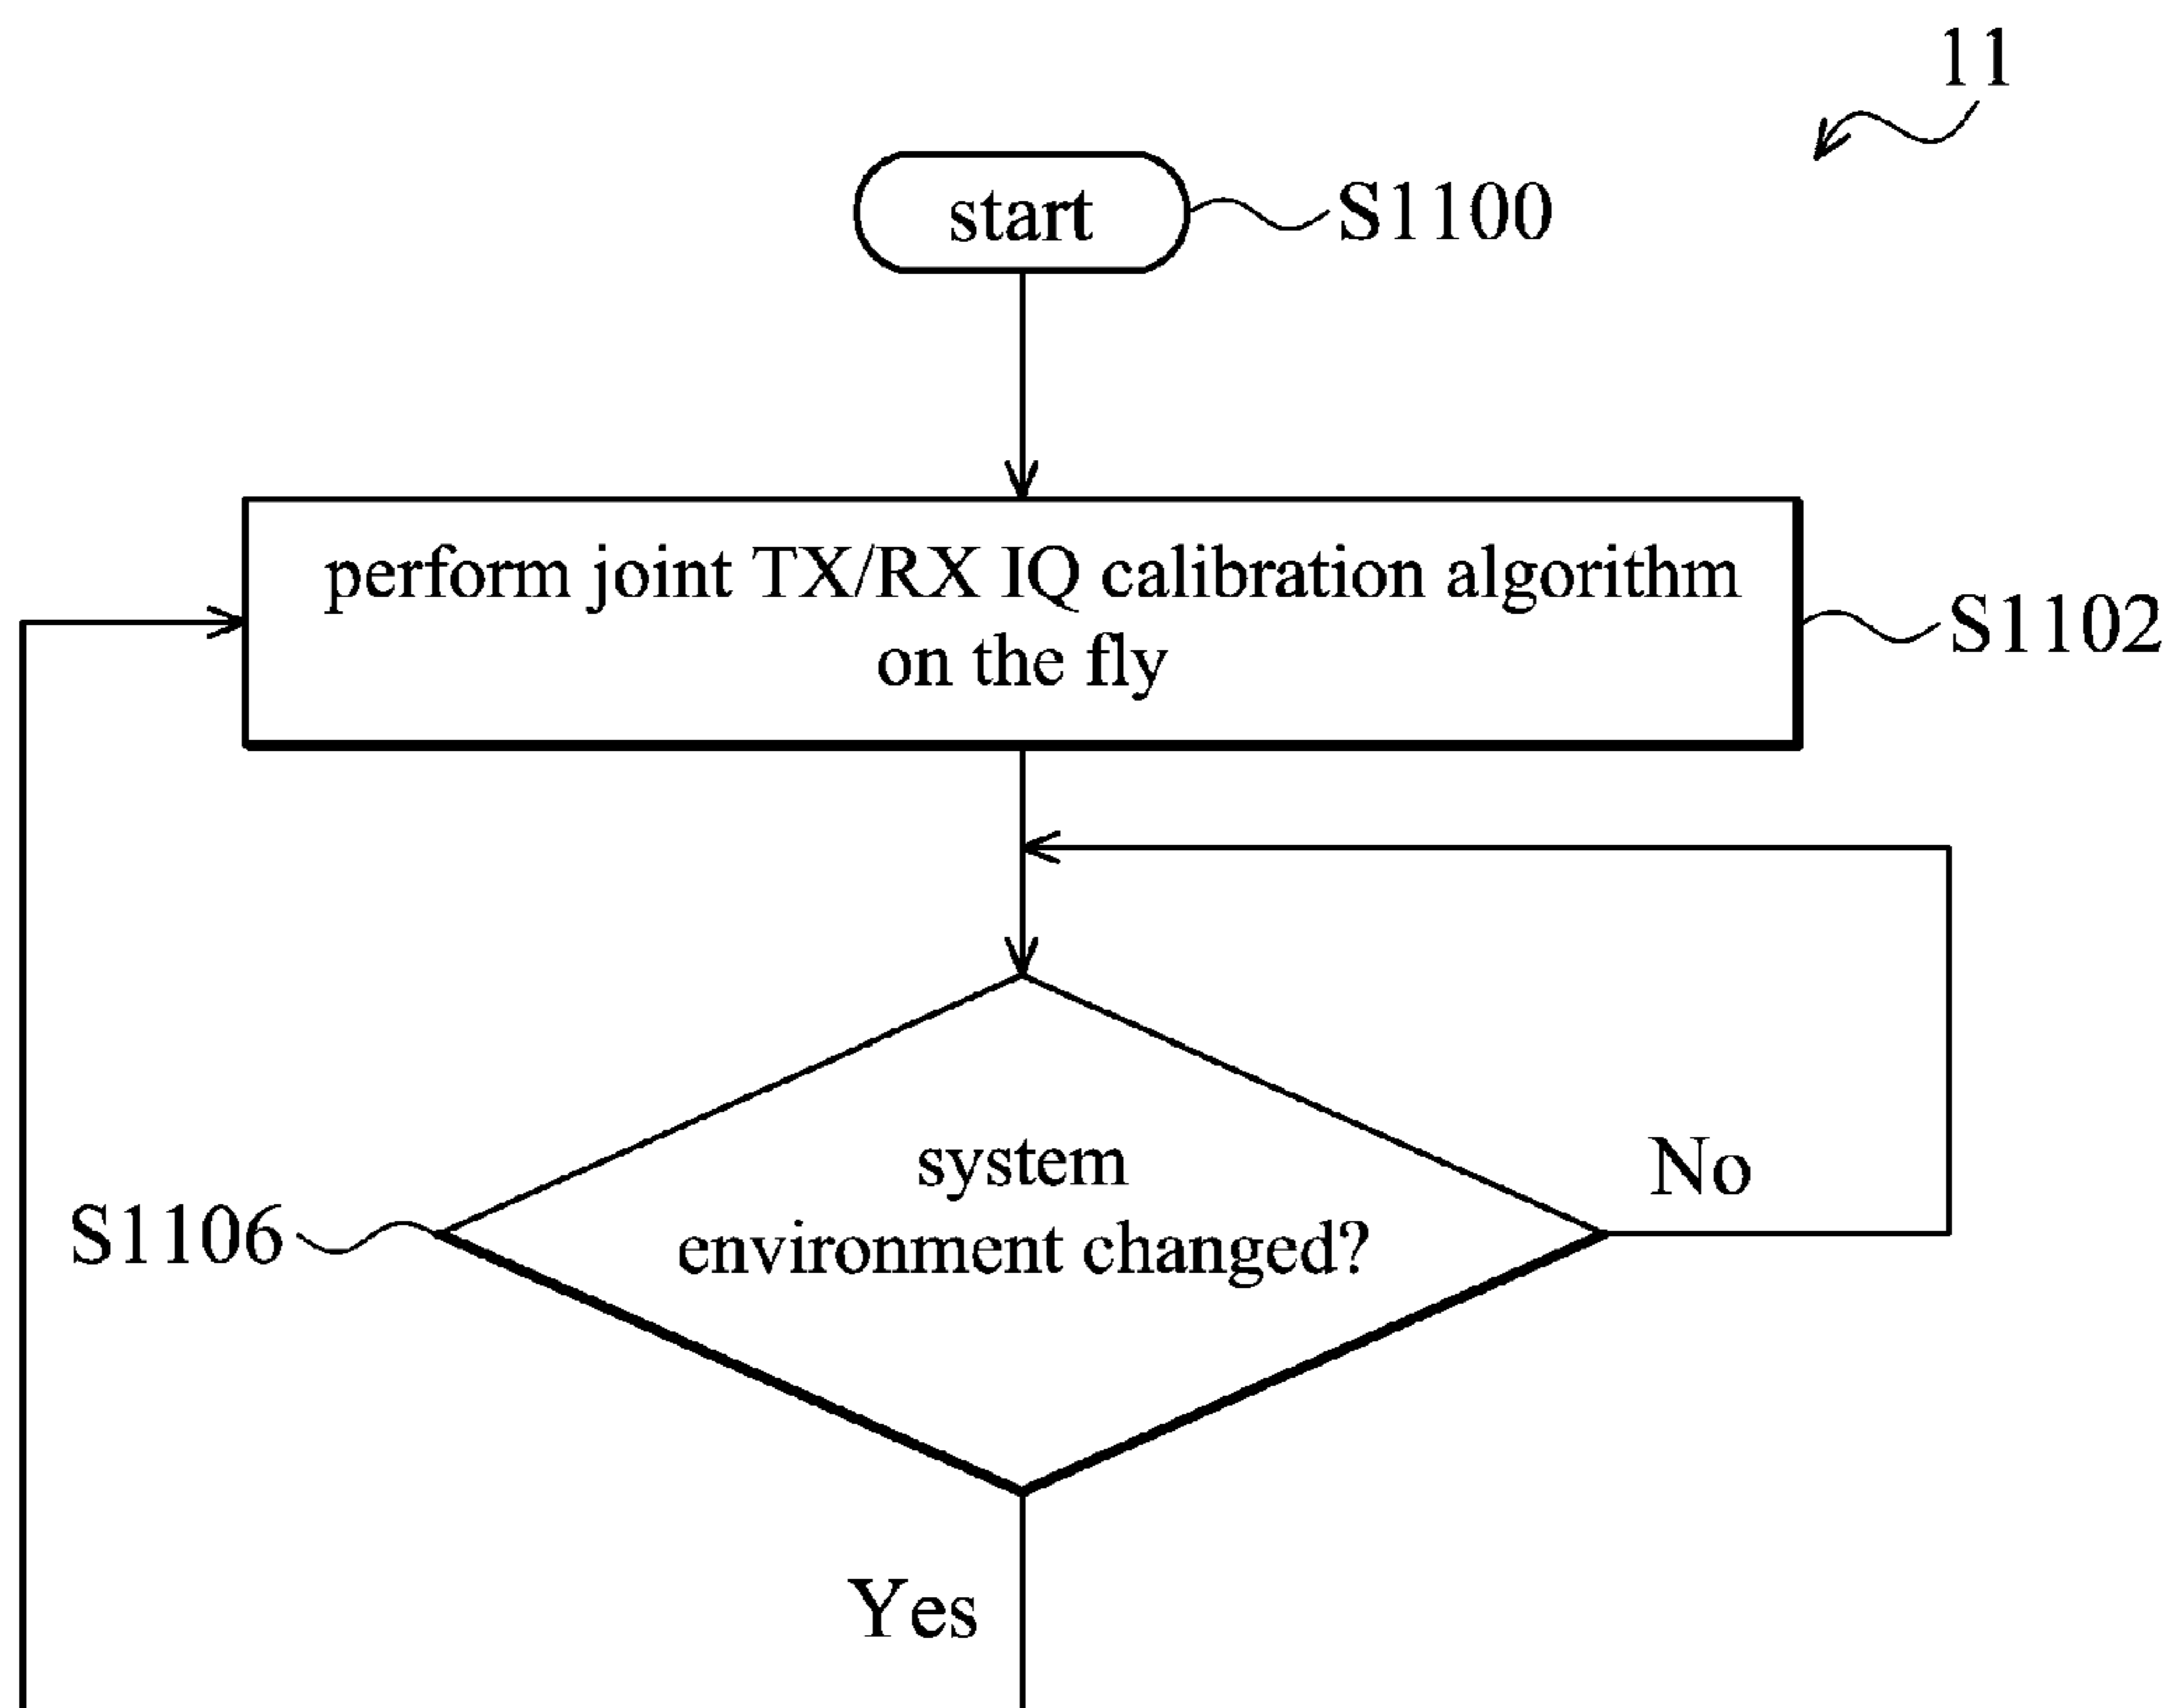 11
start
S1100
perform joint TX/RX IQ calibration algorithm
on the fly
S1102
system
environment changed?
No
S1106
Yes